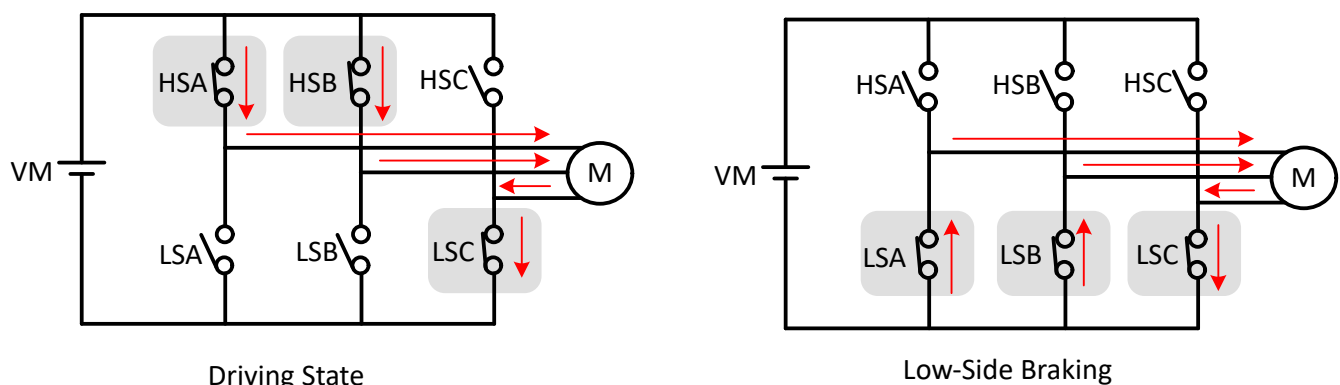 HSA HSB HSC
VM M
LSA LSB LSC
Driving State
HSA HSB HSC
VM M
LSA LSB LSC
Low-Side Braking